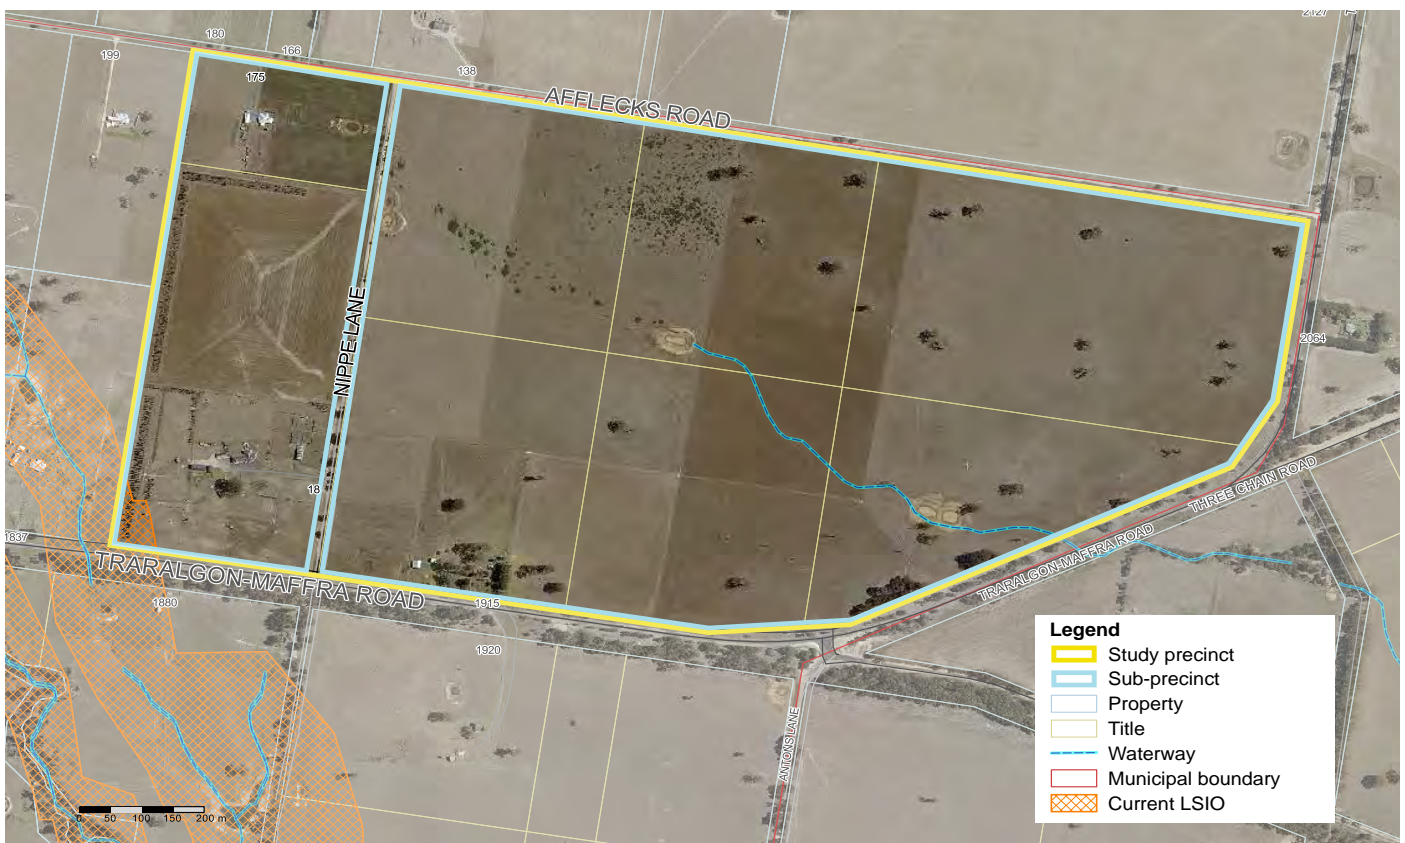 2127
180
166
199
175
138
AFFLECKS ROAD
NIPPE LANE
2064
18
THREE CHAIN ROAD
1837
TRARALGON-MAFFRA ROAD
TRARALGON-MAFFRA ROAD
1880
1915
1920
ANTONS LANE
Legend
Study precinct
Sub-precinct
Property
Title
Waterway
Municipal boundary
Current LSIO
0 50 100 150 200 m